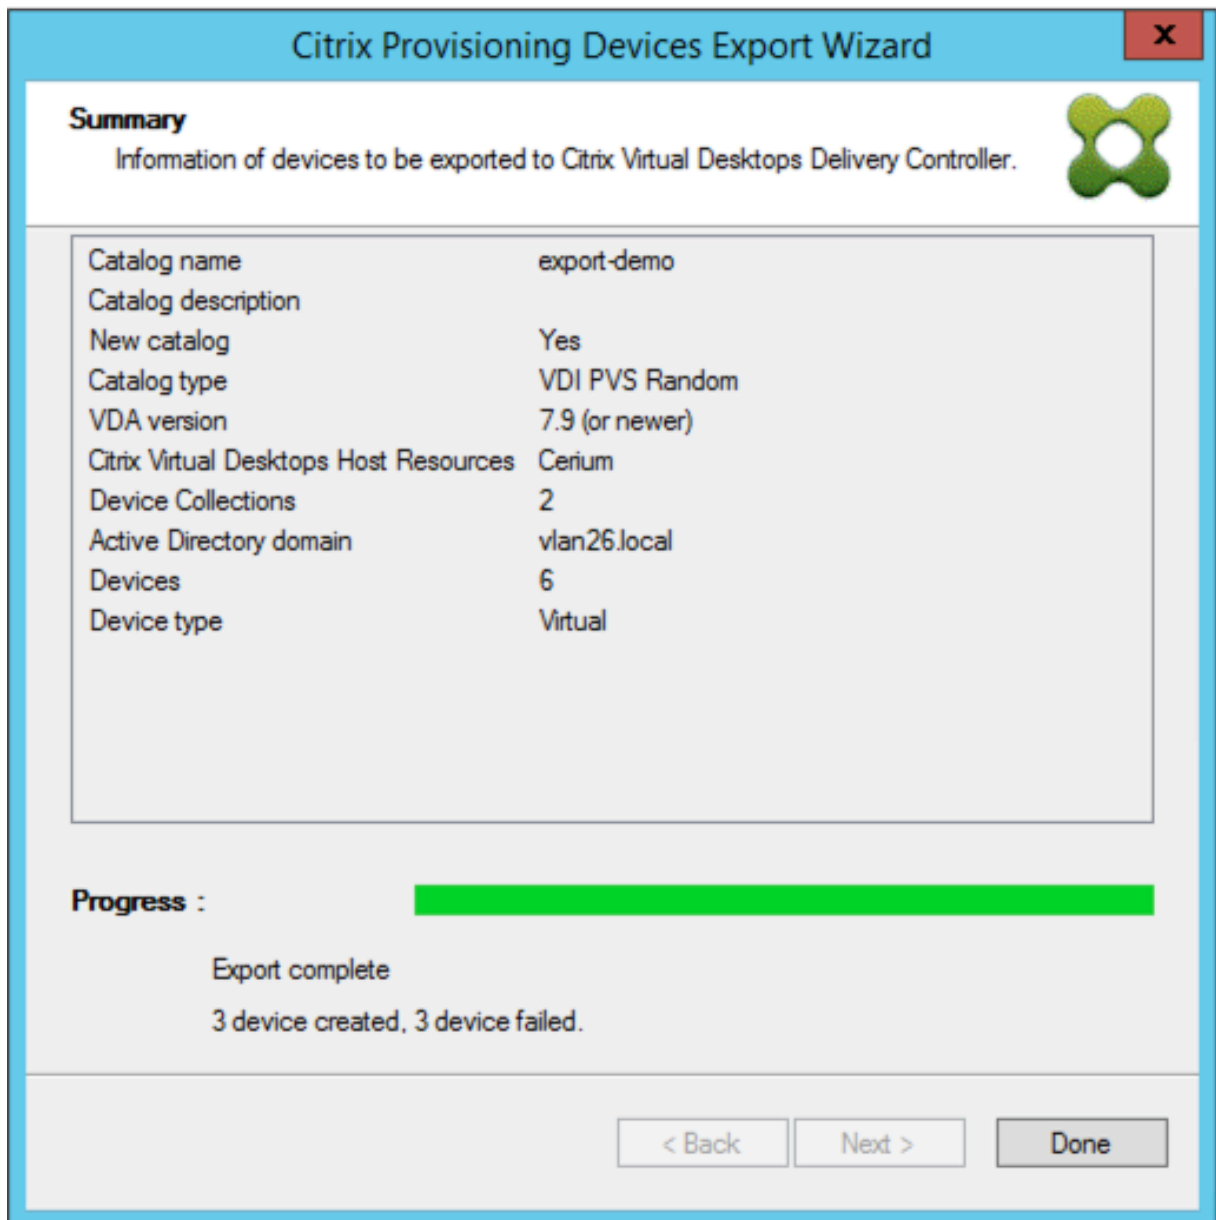 Citrix Provisioning Devices Export Wizard
x
Summary
Information of devices to be exported to Citrix Virtual Desktops Delivery Controller.
Catalog name export-demo
Catalog description
New catalog Yes
Catalog type VDI PVS Random
VDA version 7.9 (or newer)
Citrix Virtual Desktops Host Resources Cerium
Device Collections 2
Active Directory domain vlan26.local
Devices 6
Device type Virtual
Progress :
Export complete
3 device created, 3 device failed.
< Back Next > Done